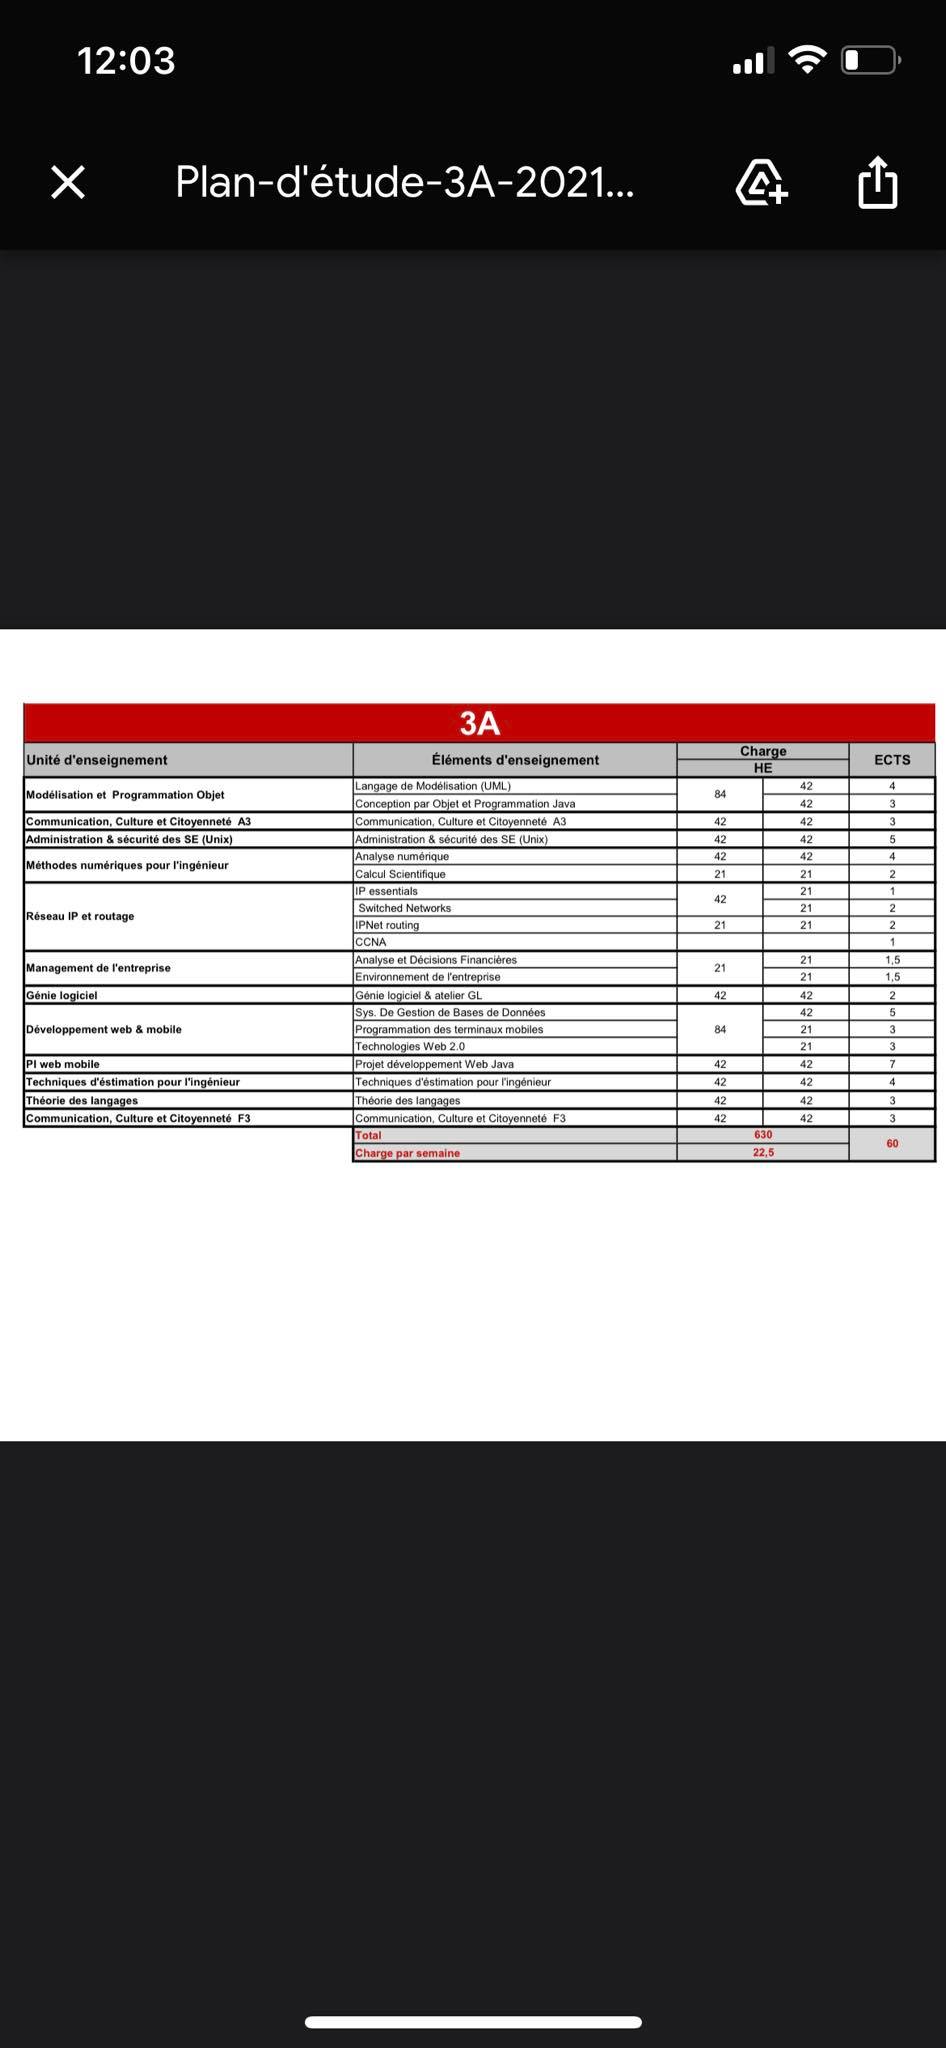 12:03
Plan-d'étude-3A-2021...
3A
Unité d'enseignement Éléments d'enseignement Charge HE ECTS
Modélisation et Programmation Objet Langage de Modélisation (UML) 84 42 4
Conception par Objet et Programmation Java 42 3
Communication, Culture et Citoyenneté A3 Communication, Culture et Citoyenneté A3 42 42 3
Administration & sécurité des SE (Unix) Administration & sécurité des SE (Unix) 42 42 5
Méthodes numériques pour l'ingénieur Analyse numérique 42 42 4
Calcul Scientifique 21 21 2
Réseau IP et routage IP essentials 42 21 1
Switched Networks 21 2
IPNet routing 21 21 2
CCNA 1
Management de l'entreprise Analyse et Décisions Financières 21 21 1,5
Environnement de l'entreprise 21 1,5
Génie logiciel Génie logiciel & atelier GL 42 42 2
Développement web & mobile Sys. De Gestion de Bases de Données 84 42 5
Programmation des terminaux mobiles 21 3
Technologies Web 2.0 21 3
PI web mobile Projet développement Web Java 42 42 7
Techniques d'éstimation pour l'ingénieur Techniques d'éstimation pour l'ingénieur 42 42 4
Théorie des langages Théorie des langages 42 42 3
Communication, Culture et Citoyenneté F3 Communication, Culture et Citoyenneté F3 42 42 3
Total 630 60
Charge par semaine 22,5